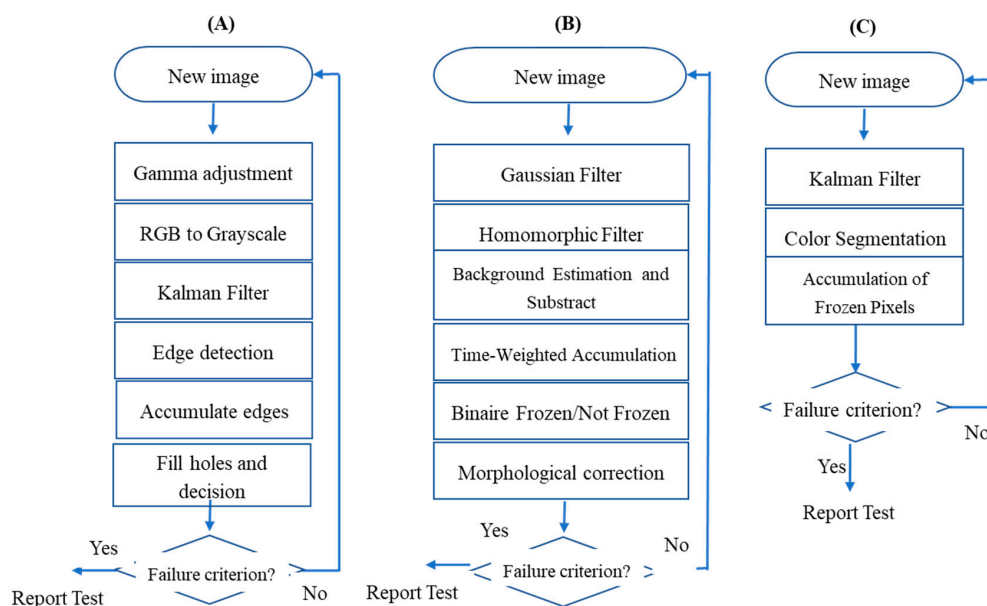 (A)
New image
Gamma adjustment
RGB to Grayscale
Kalman Filter
Edge detection
Accumulate edges
Fill holes and
decision
Yes
Failure criterion?
No
Report Test
(B)
New image
Gaussian Filter
Homomorphic Filter
Background Estimation and
Substract
Time-Weighted Accumulation
Binaire Frozen/Not Frozen
Morphological correction
Yes
No
Failure criterion?
Report Test
(C)
New image
Kalman Filter
Color Segmentation
Accumulation of
Frozen Pixels
Failure criterion?
No
Yes
Report Test